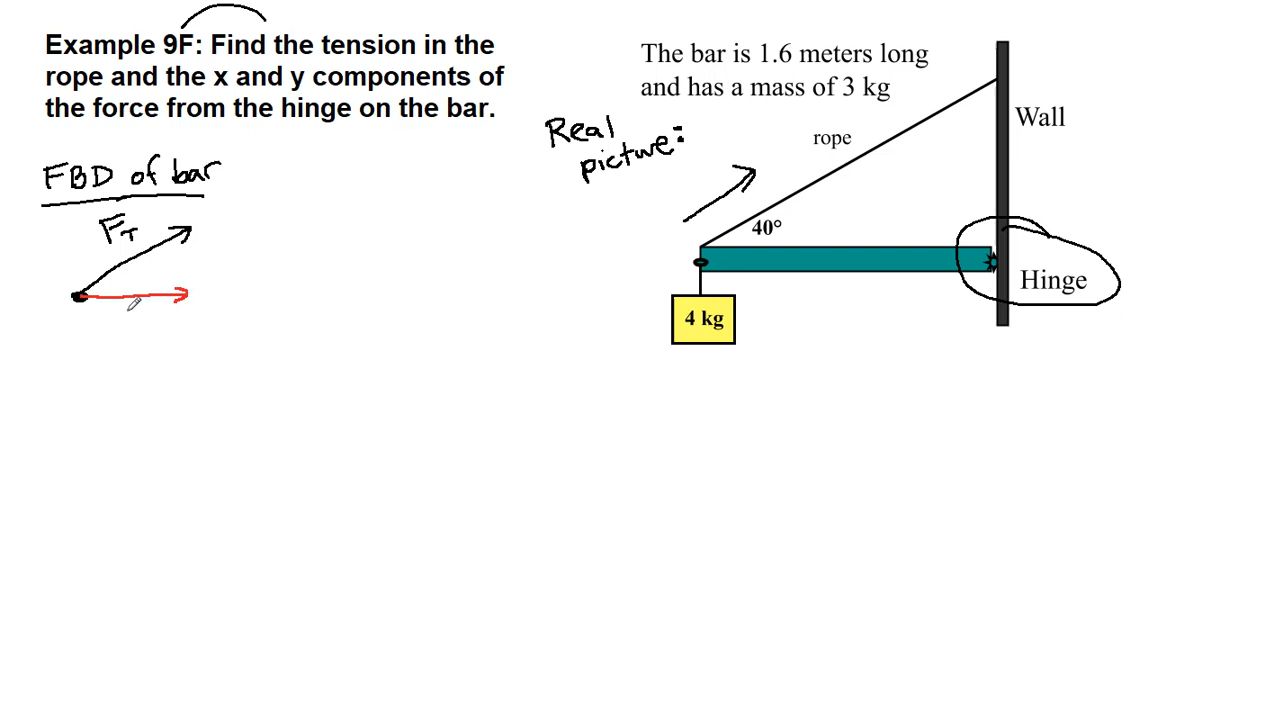 Example 9F: Find the tension in the
rope and the x and y components of
the force from the hinge on the bar.
The bar is 1.6 meters long
and has a mass of 3 kg
Real
picture:
rope
Wall
40°
Hinge
4 kg
FBD of bar
F_T